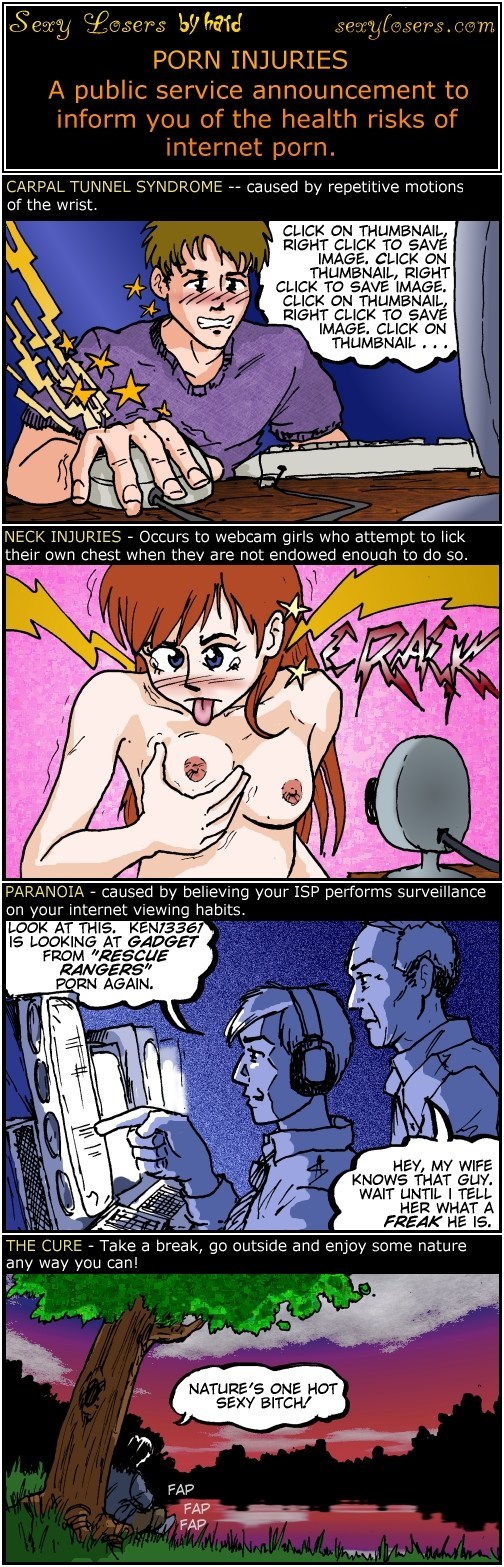 Sexy Losers by hard sexylosers.com
PORN INJURIES
A public service announcement to
inform you of the health risks of
internet porn.
CARPAL TUNNEL SYNDROME -- caused by repetitive motions
of the wrist.
CLICK ON THUMBNAIL,
RIGHT CLICK TO SAVE
IMAGE. CLICK ON
THUMBNAIL, RIGHT
CLICK TO SAVE IMAGE.
CLICK ON THUMBNAIL,
RIGHT CLICK TO SAVE
IMAGE. CLICK ON
THUMBNAIL . . .
NECK INJURIES - Occurs to webcam girls who attempt to lick
their own chest when they are not endowed enough to do so.
CRACK
PARANOIA - caused by believing your ISP performs surveillance
on your internet viewing habits.
LOOK AT THIS. KEN73367
IS LOOKING AT GADGET
FROM "RESCUE
RANGERS"
PORN AGAIN.
HEY, MY WIFE
KNOWS THAT GUY.
WAIT UNTIL I TELL
HER WHAT A
FREAK HE IS.
THE CURE - Take a break, go outside and enjoy some nature
any way you can!
NATURE'S ONE HOT
SEXY BITCH!
FAP
FAP
FAP